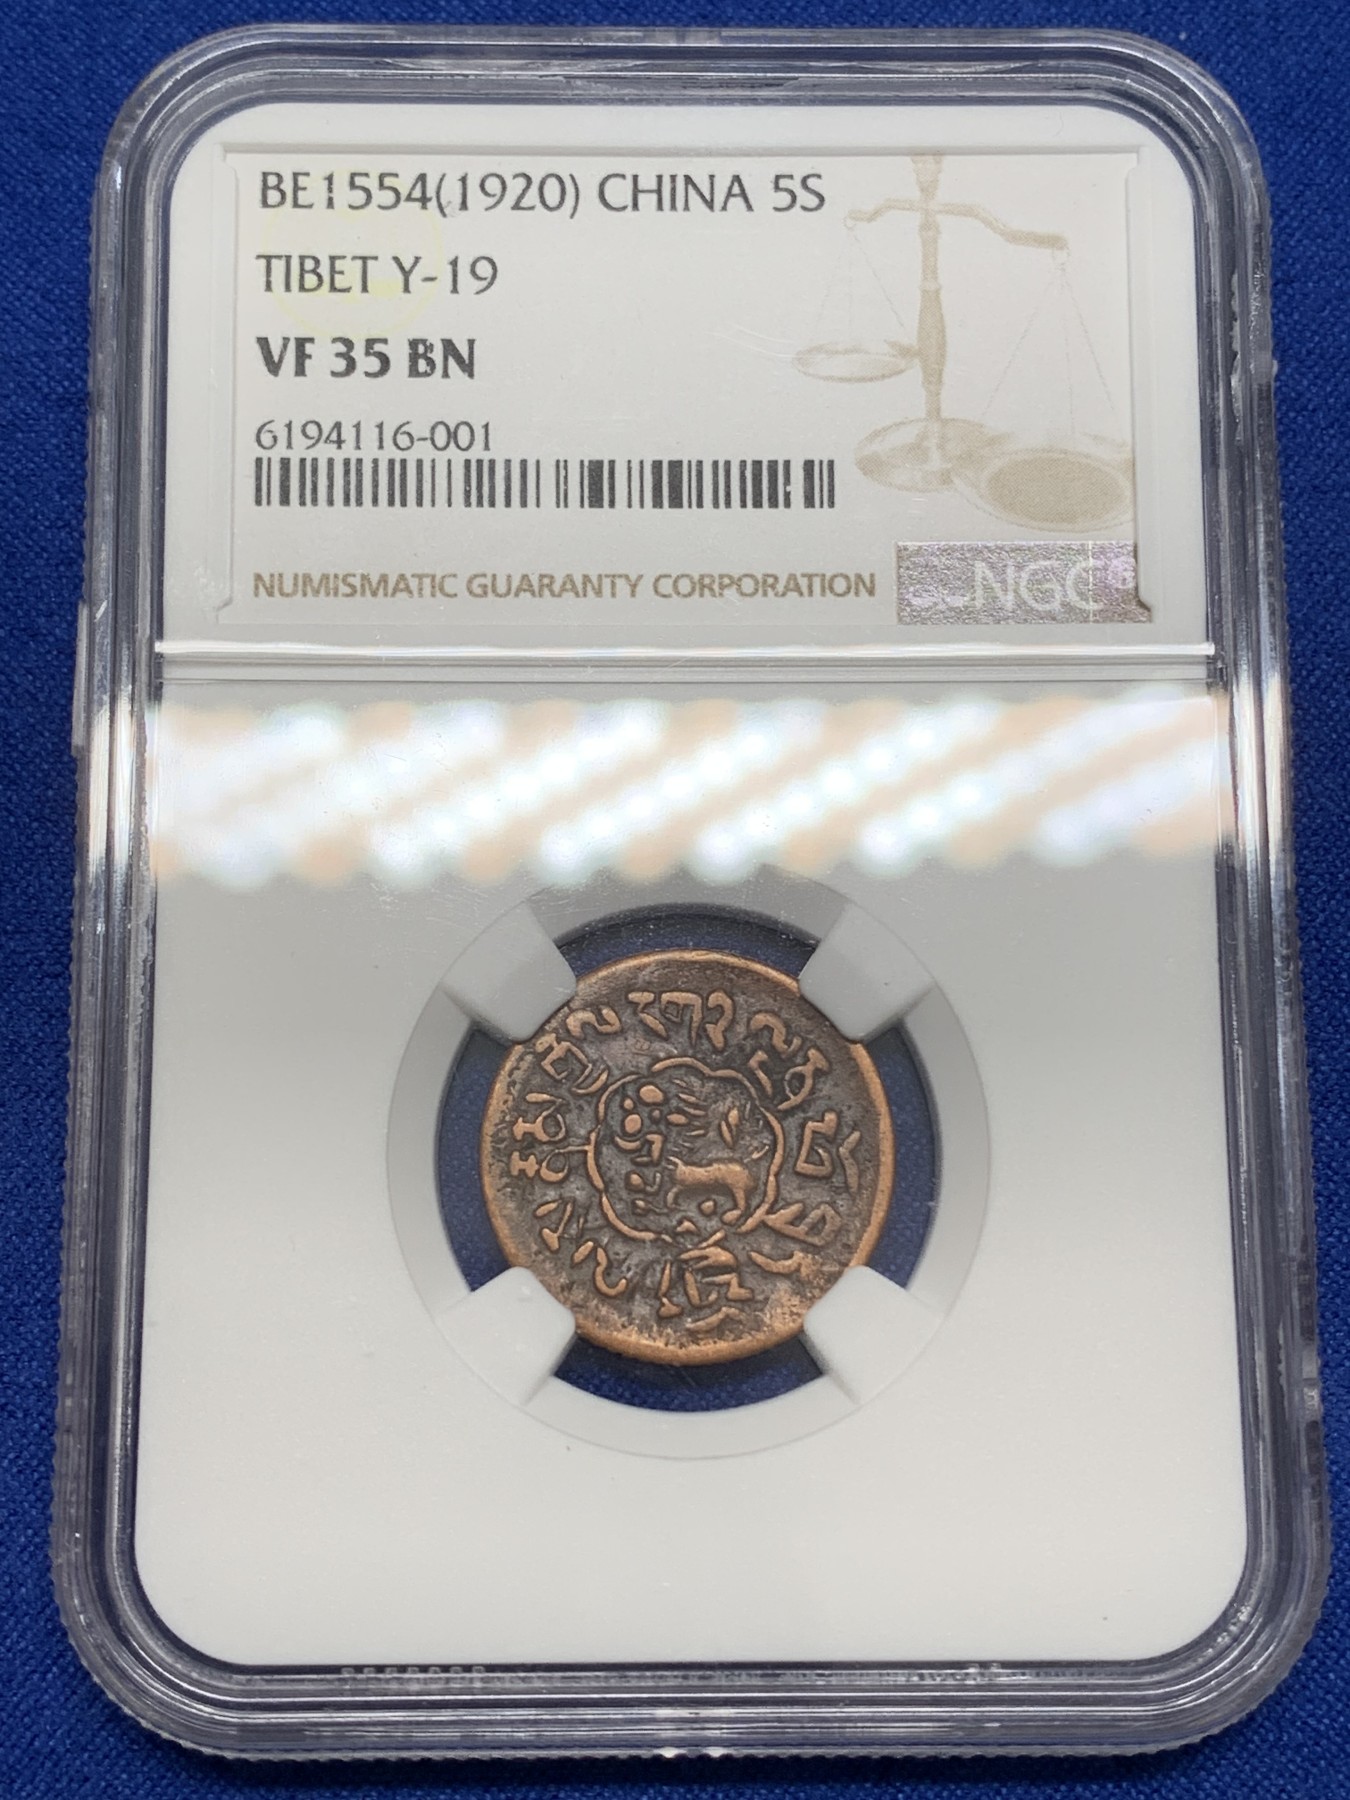 BE1554(1920) CHINA 5S
TIBET Y-19
VF 35 BN
6194116-001
NUMISMATIC GUARANTY CORPORATION
NGC